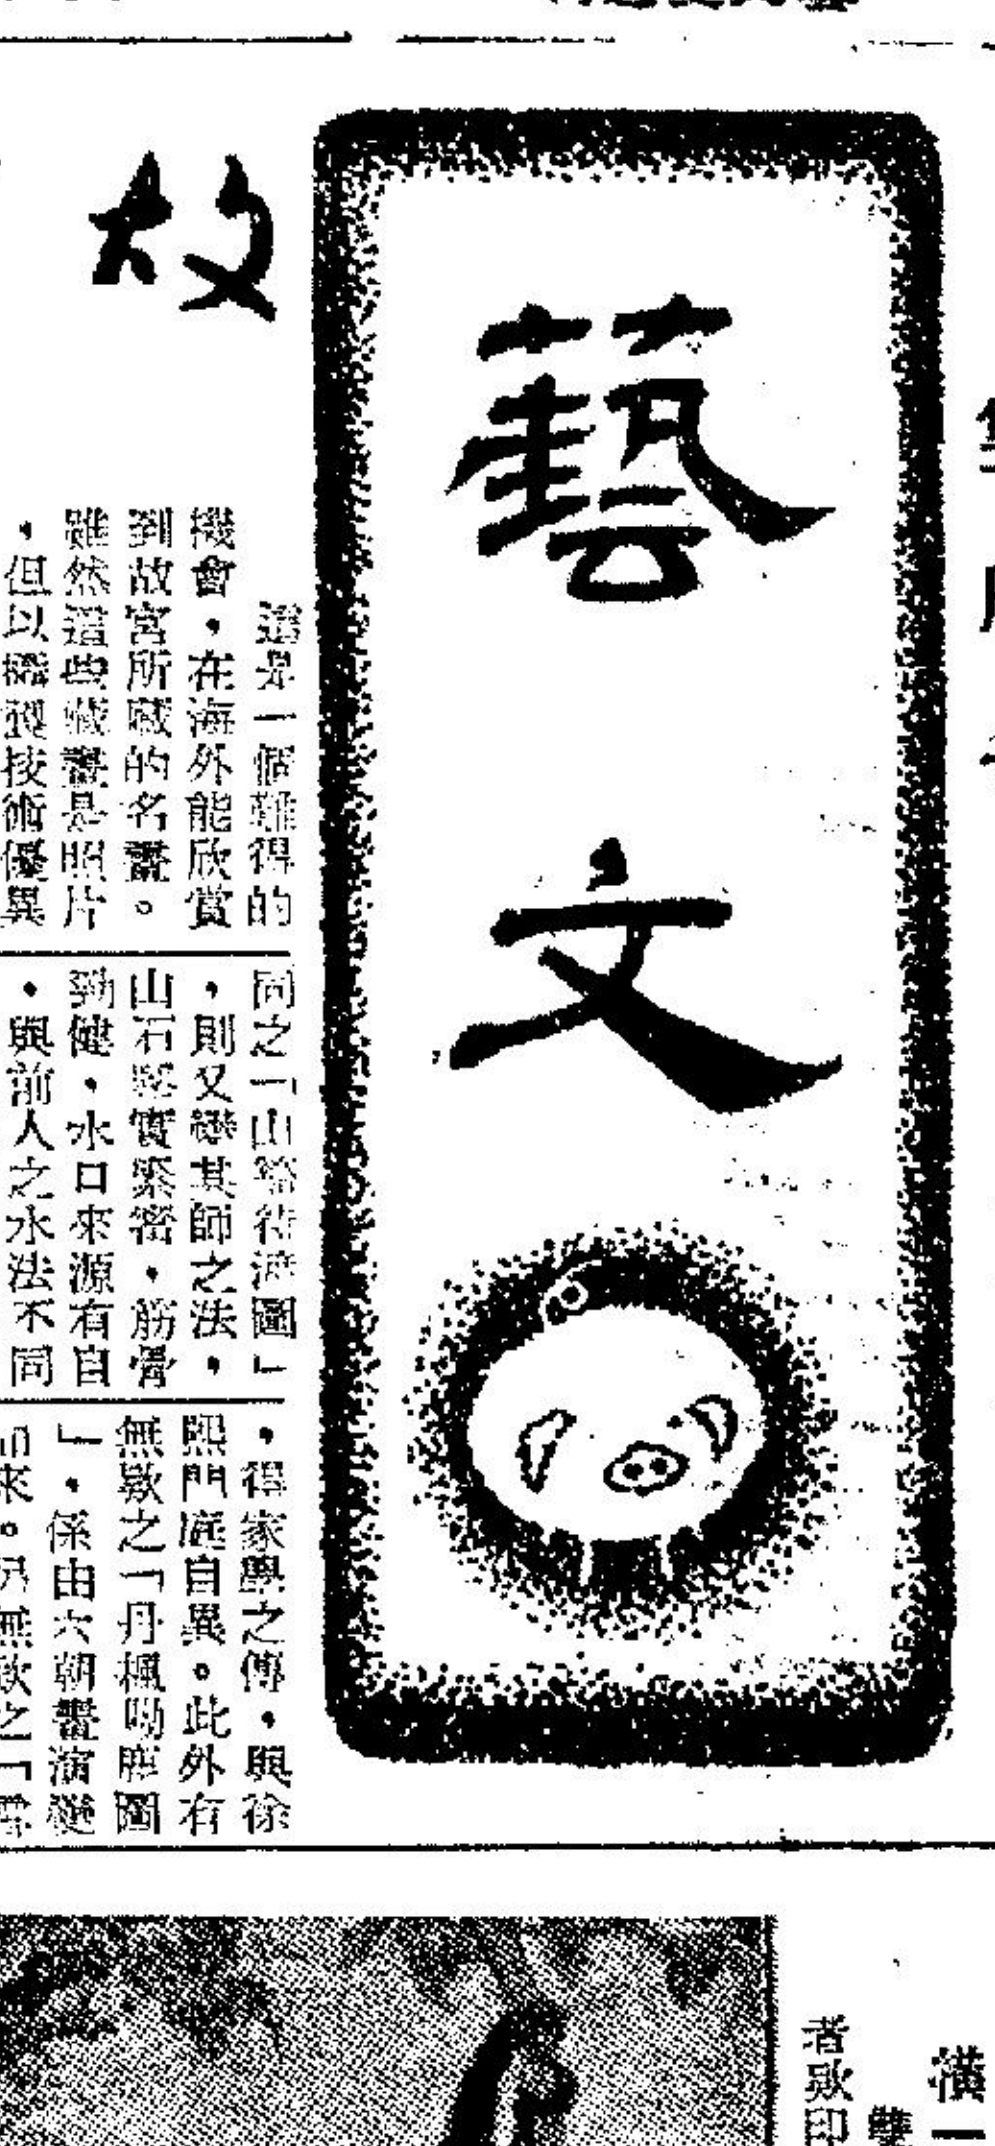 藝文
故
這是一個難得的
機會，在海外能欣賞
到故宮所藏的名畫。
雖然這些藏畫是照片
，但以攝製技術優異
同之「山谿待渡圖」
，則又變其師之法，
山石堅實緊密，筋骨
勁健，水口來源有自
，與前人之水法不同
，得家學之傳，與徐
熙門庭自異。此外有
無款之「丹楓呦鹿圖
」，係由六朝畫演變
而來。另無款之「
橫一
者款印